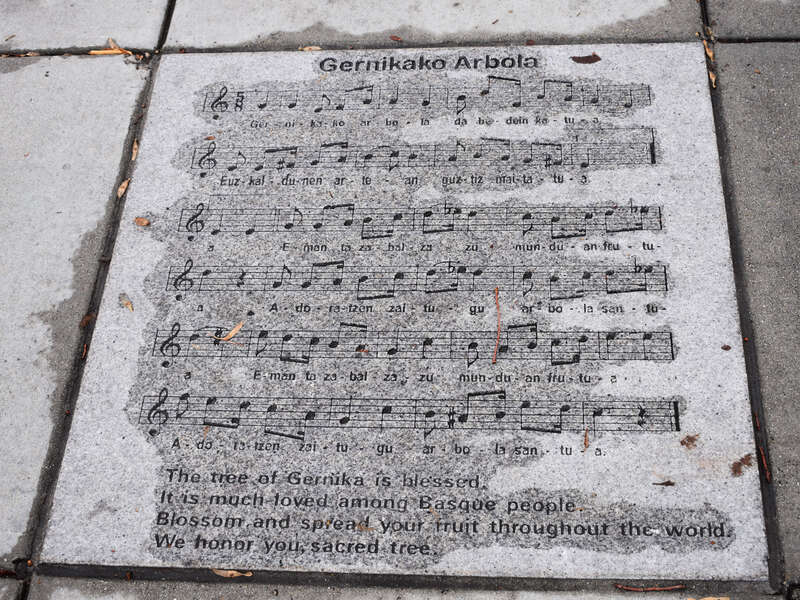 Gernikako Arbola
5
8
Ger - ni - ka - ko ar - bo - la da be - dein - ka - tu - a,
Euz - kal - du - nen ar - te - an guz - tiz mai - ta - tu - a
a E - man ta za - bal - za - zu mun - du - an fru - tu -
a A - do - ra - tzen zai - tu - gu ar - bo - la san - tu -
a E - man ta za - bal - za - zu mun - du - an fru - tu - a
A - do - ra - tzen zai - tu - gu ar - bo - la san - tu - a.
The tree of Gernika is blessed.
It is much loved among Basque people.
Blossom and spread your fruit throughout the world.
We honor you, sacred tree.